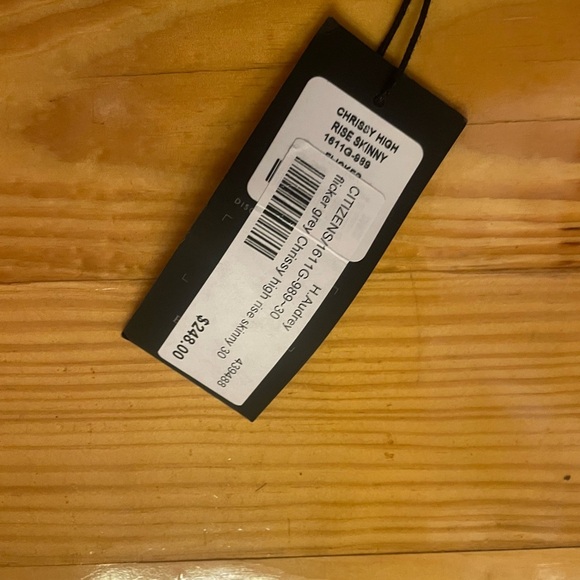 CHRISSY HIGH
RISE SKINNY
1611G-989
FLICKER
H.Audrey
CITIZENS/1611G-989~30
flicker grey Chrissy high rise skinny 30
439488
$248.00